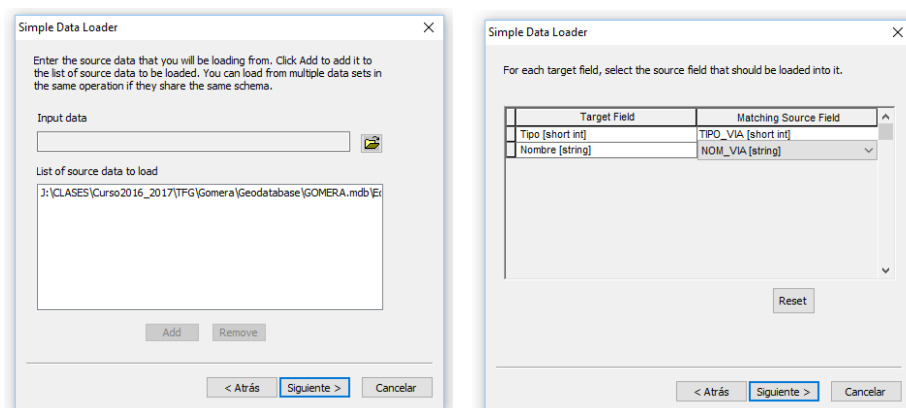 Simple Data Loader
Enter the source data that you will be loading from. Click Add to add it to
the list of source data to be loaded. You can load from multiple data sets in
the same operation if they share the same schema.
Input data
List of source data to load
J:\CLASES\Curso2016_2017\TFG\Gomera\Geodatabase\GOMERA.mdb\Ec
Add Remove
< Atrás Siguiente > Cancelar
Simple Data Loader
For each target field, select the source field that should be loaded into it.
Target Field Matching Source Field
Tipo [short int] TIPO_VIA [short int]
Nombre [string] NOM_VIA [string]
Reset
< Atrás Siguiente > Cancelar